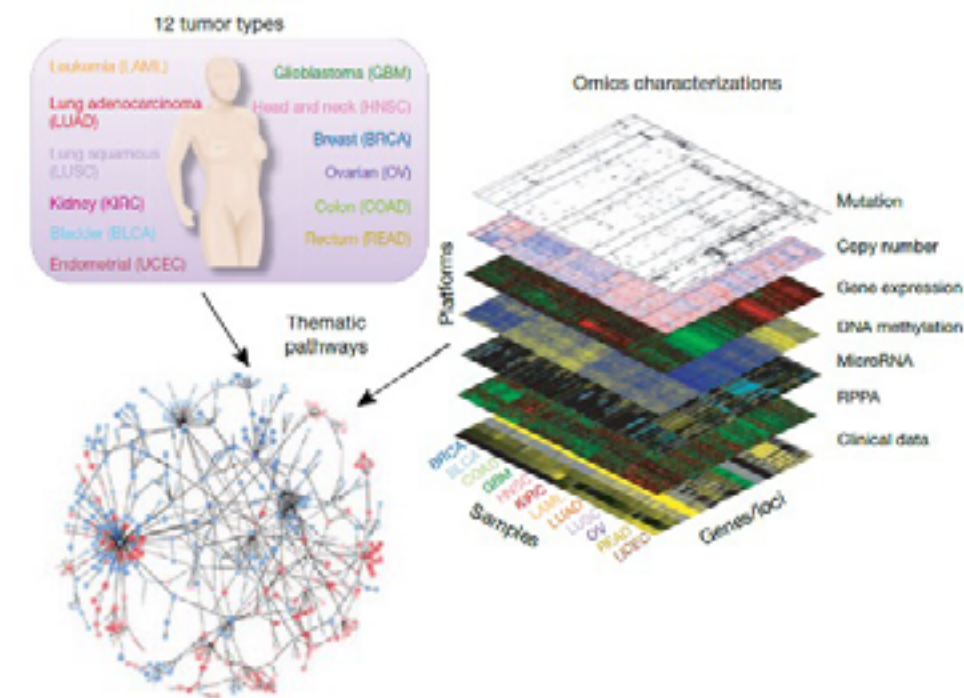 12 tumor types
Leukemia (LAML)
Lung adenocarcinoma
(LUAD)
Lung squamous
(LUSC)
Kidney (KIRC)
Bladder (BLCA)
Endometrial (UCEC)
Glioblastoma (GBM)
Head and neck (HNSC)
Breast (BRCA)
Ovarian (OV)
Colon (COAD)
Rectum (READ)
Thematic
pathways
Omics characterizations
Mutation
Copy number
Gene expression
DNA methylation
MicroRNA
RPPA
Clinical data
Platforms
BRCA
BLCA
COAD
GBM
HNSC
KIRC
LAML
LUAD
LUSC
OV
READ
UCEC
Samples
Genes/loci